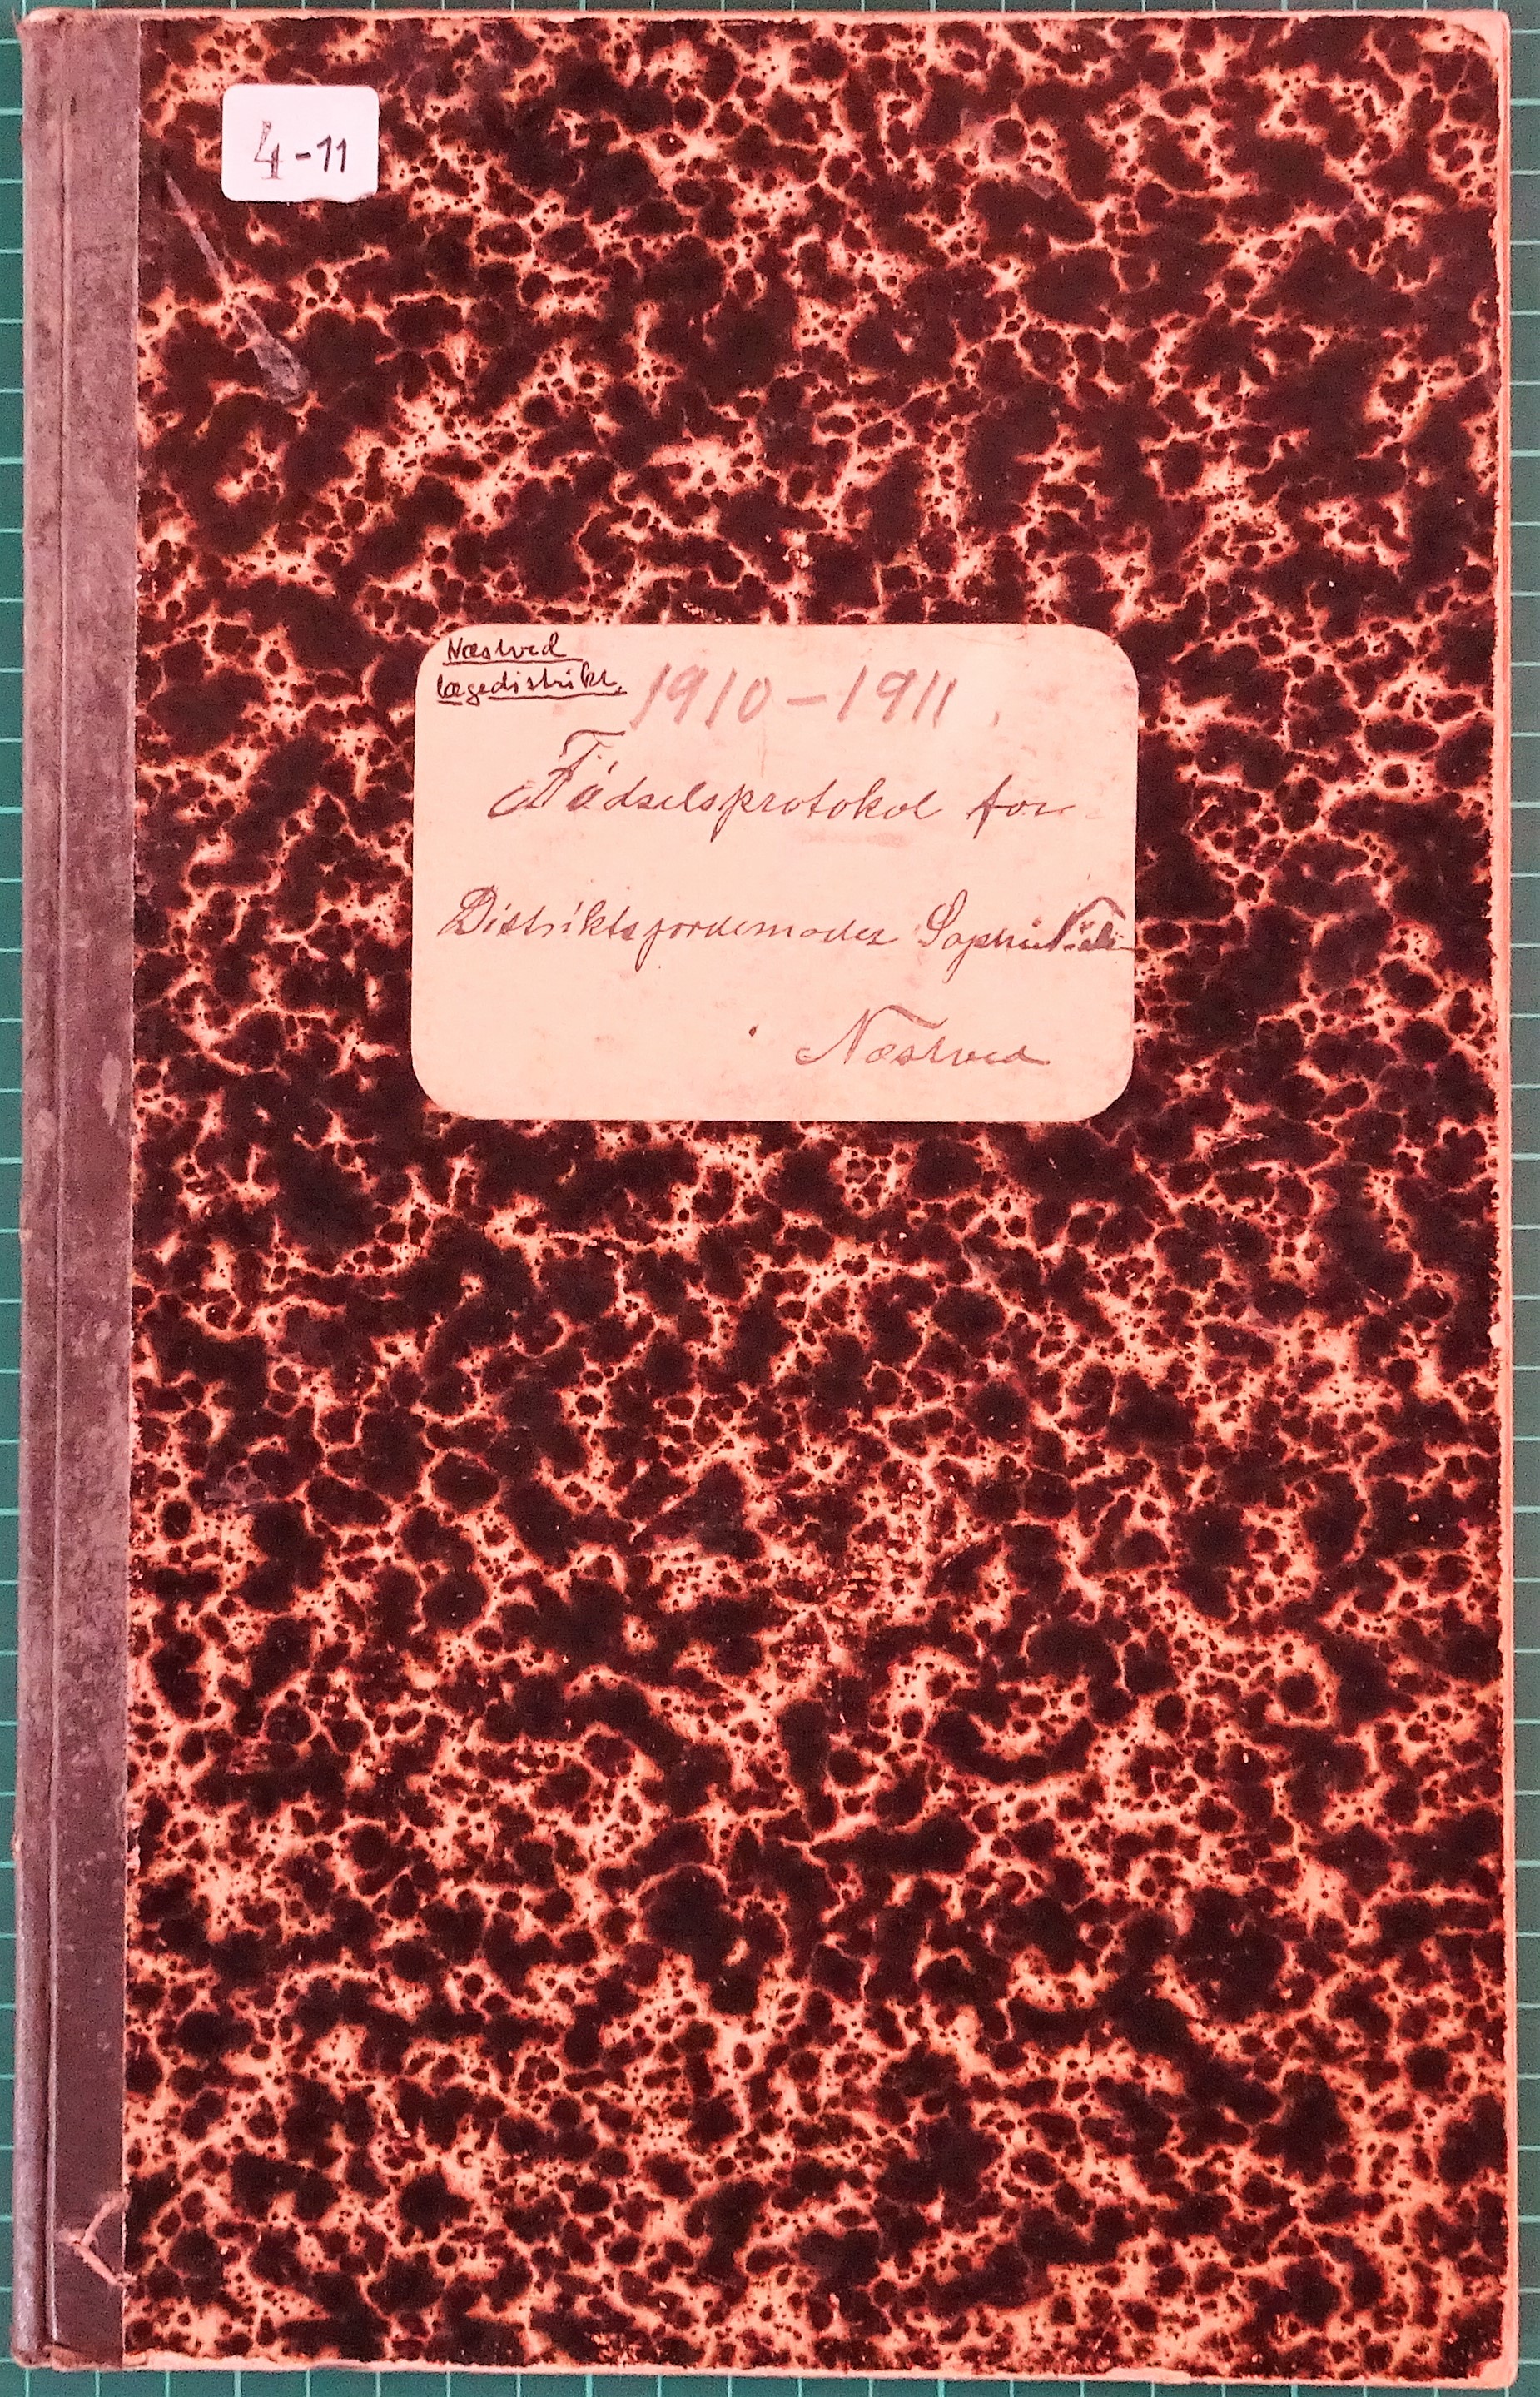 4-11
Næstved
lægedistrikt.
1910-1911.
Fødselsprotokol for
Distriktsjordemoder Sophie
Næstved